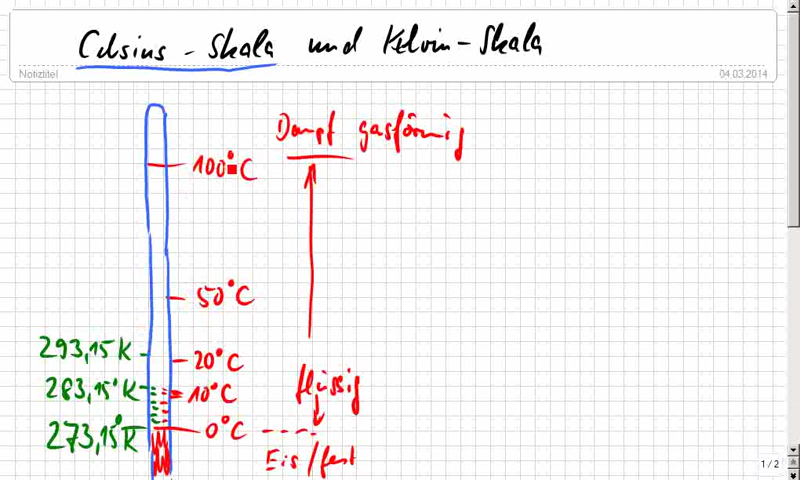 Celsius - Skala und Kelvin - Skala
Notiztitel
04.03.2014
Dampf gasförmig
100°C
50°C
293,15 K
20°C
283,15°K
10°C
flüssig
273,15°K
0°C
Eis/fest
1/2